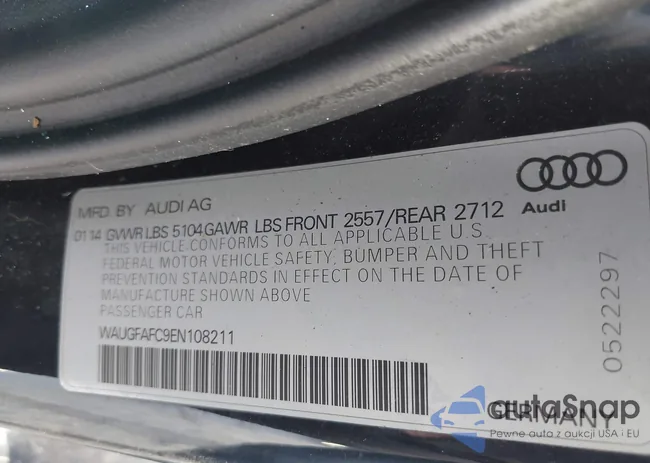 MFD. BY AUDI AG
01 14 GVWR LBS 5104 GAWR LBS FRONT 2557/REAR 2712
THIS VEHICLE CONFORMS TO ALL APPLICABLE U.S.
FEDERAL MOTOR VEHICLE SAFETY, BUMPER AND THEFT
PREVENTION STANDARDS IN EFFECT ON THE DATE OF
MANUFACTURE SHOWN ABOVE
PASSENGER CAR
WAUGFAFC9EN108211
Audi
0522297
GERMANY
autoSnap
Pewne auta z aukcji USA i EU